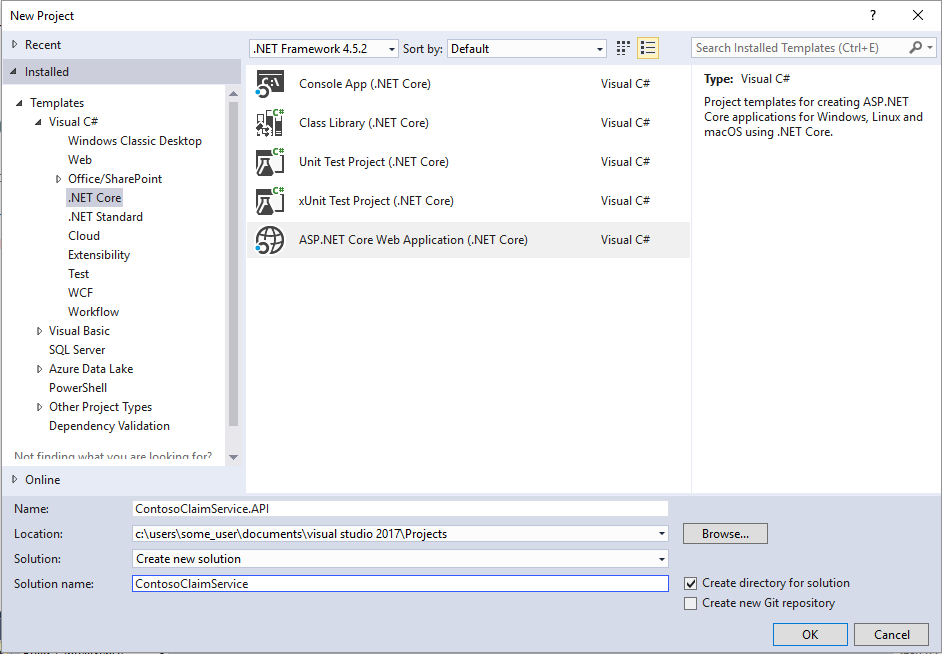 New Project
?
Recent
Installed
Templates
Visual C#
Windows Classic Desktop
Web
Office/SharePoint
.NET Core
.NET Standard
Cloud
Extensibility
Test
WCF
Workflow
Visual Basic
SQL Server
Azure Data Lake
PowerShell
Other Project Types
Dependency Validation
Not finding what you are looking for?
Online
.NET Framework 4.5.2 Sort by: Default
Search Installed Templates (Ctrl+E)
Console App (.NET Core) Visual C#
Class Library (.NET Core) Visual C#
Unit Test Project (.NET Core) Visual C#
xUnit Test Project (.NET Core) Visual C#
ASP.NET Core Web Application (.NET Core) Visual C#
Type: Visual C#
Project templates for creating ASP.NET
Core applications for Windows, Linux and
macOS using .NET Core.
Name: ContosoClaimService.API
Location: c:\users\some_user\documents\visual studio 2017\Projects Browse...
Solution: Create new solution
Solution name: ContosoClaimService
Create directory for solution
Create new Git repository
OK Cancel